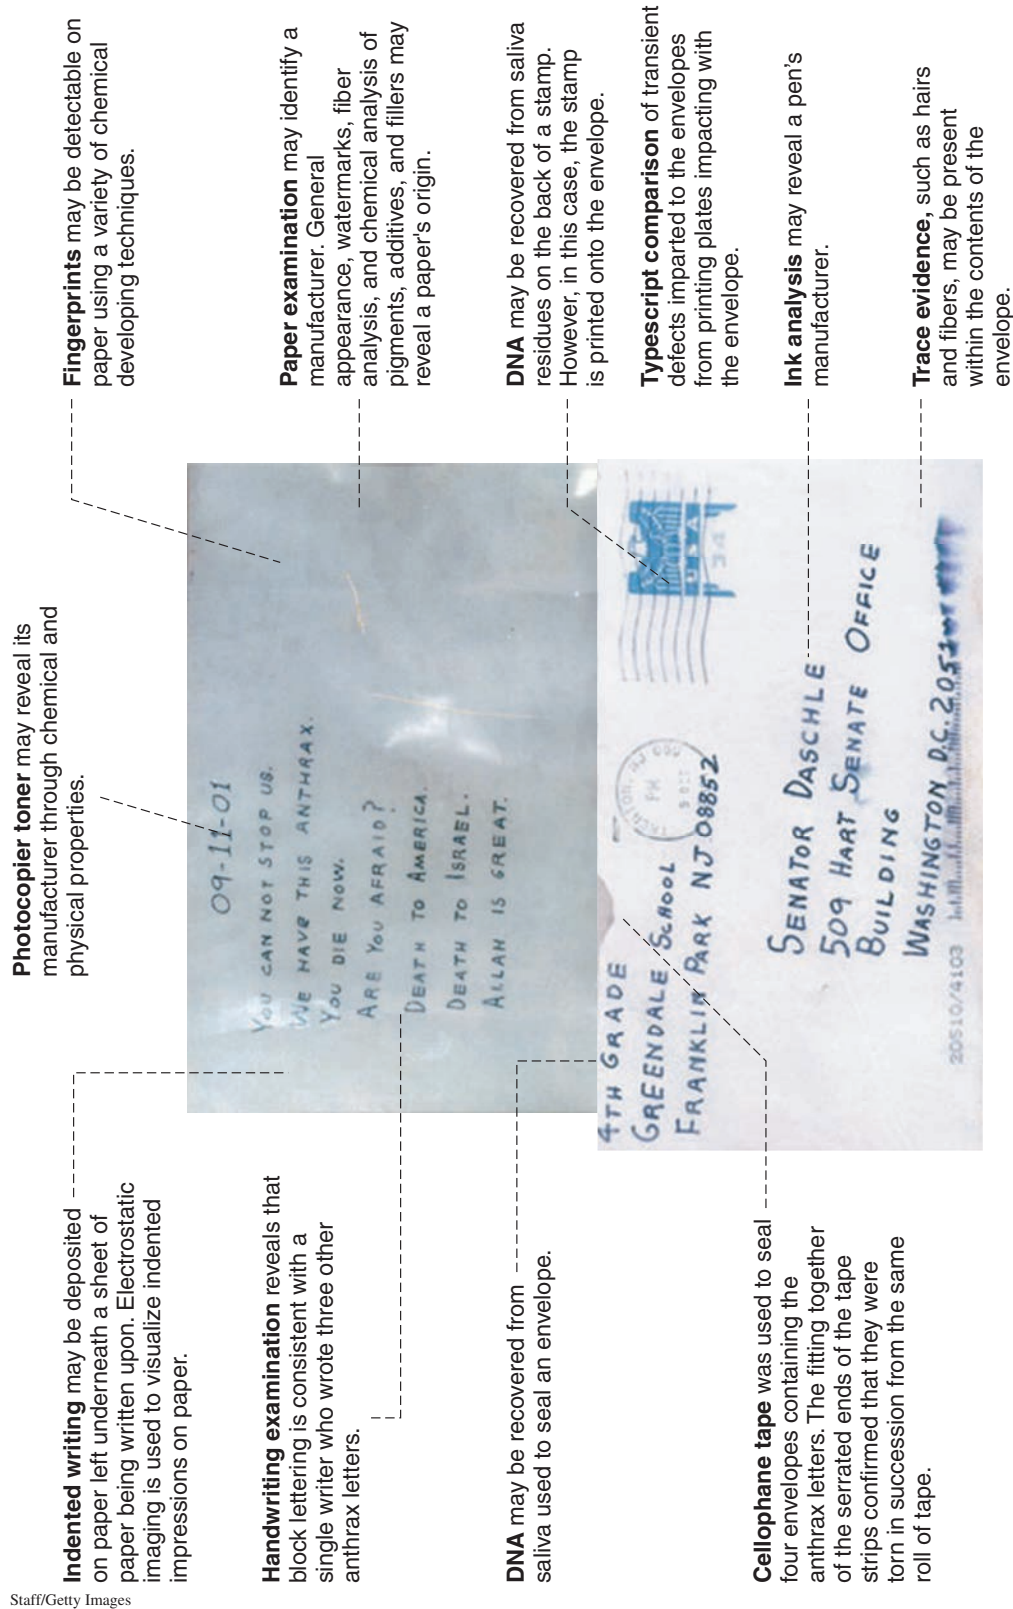 Photocopier toner may reveal its
manufacturer through chemical and
physical properties.
Indented writing may be deposited
on paper left underneath a sheet of
paper being written upon. Electrostatic
imaging is used to visualize indented
impressions on paper.
Handwriting examination reveals that
block lettering is consistent with a
single writer who wrote three other
anthrax letters.
DNA may be recovered from
saliva used to seal an envelope.
Cellophane tape was used to seal
four envelopes containing the
anthrax letters. The fitting together
of the serrated ends of the tape
strips confirmed that they were
torn in succession from the same
roll of tape.
09-11-01
YOU CAN NOT STOP US.
WE HAVE THIS ANTHRAX.
YOU DIE NOW.
ARE YOU AFRAID?
DEATH TO AMERICA.
DEATH TO ISRAEL.
ALLAH IS GREAT.
4TH GRADE
GREENDALE SCHOOL
FRANKLIN PARK NJ 08852
TRENTON, NJ
PM
USA
34
SENATOR DASCHLE
509 HART SENATE OFFICE
BUILDING
WASHINGTON D.C. 2051
20510/4103
Fingerprints may be detectable on
paper using a variety of chemical
developing techniques.
Paper examination may identify a
manufacturer. General
appearance, watermarks, fiber
analysis, and chemical analysis of
pigments, additives, and fillers may
reveal a paper's origin.
DNA may be recovered from saliva
residues on the back of a stamp.
However, in this case, the stamp
is printed onto the envelope.
Typescript comparison of transient
defects imparted to the envelopes
from printing plates impacting with
the envelope.
Ink analysis may reveal a pen's
manufacturer.
Trace evidence, such as hairs
and fibers, may be present
within the contents of the
envelope.
Staff/Getty Images